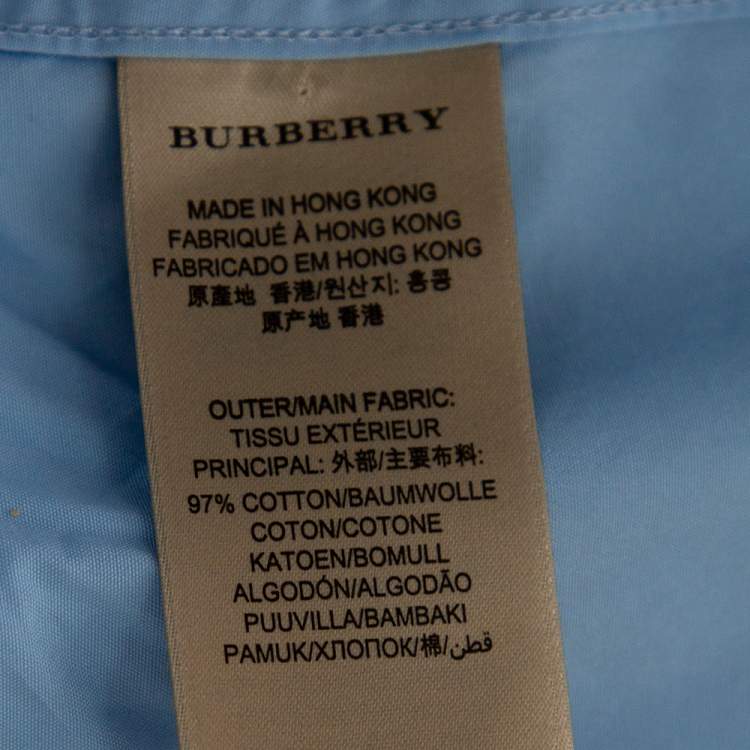 BURBERRY
MADE IN HONG KONG
FABRIQUÉ À HONG KONG
FABRICADO EM HONG KONG
原產地 香港/원산지: 홍콩
原产地 香港
OUTER/MAIN FABRIC:
TISSU EXTÉRIEUR
PRINCIPAL: 外部/主要布料:
97% COTTON/BAUMWOLLE
COTON/COTONE
KATOEN/BOMULL
ALGODÓN/ALGODÃO
PUUVILLA/BAMBAKI
PAMUK/ХЛОПОК/棉/قطن